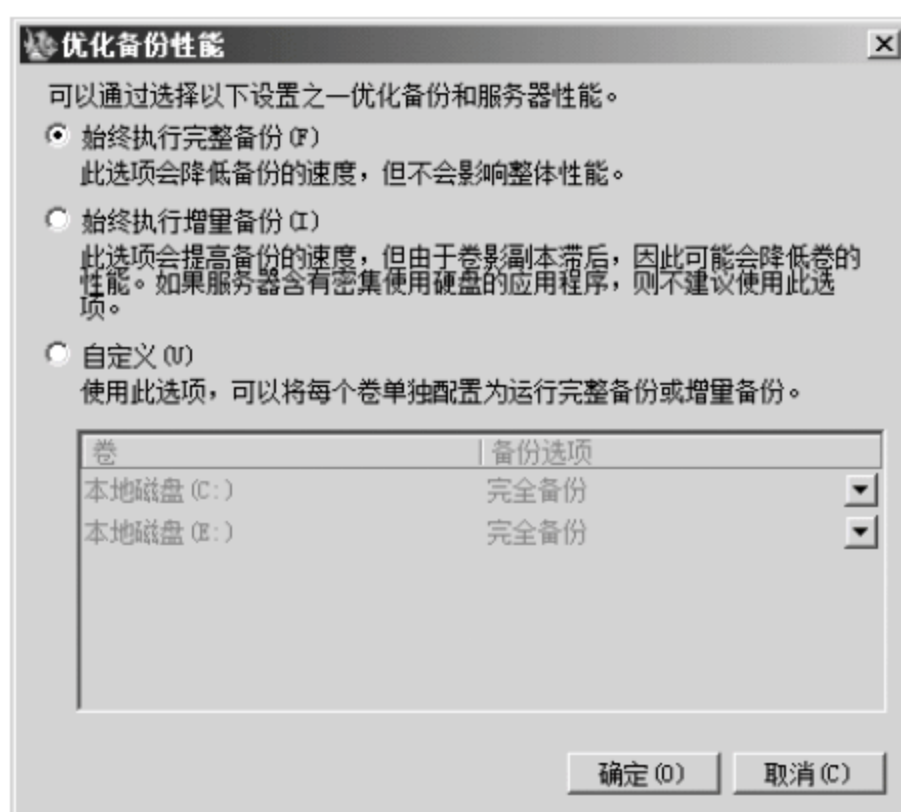 优化备份性能
可以通过选择以下设置之一优化备份和服务器性能。
始终执行完整备份(F)
此选项会降低备份的速度，但不会影响整体性能。
始终执行增量备份(I)
此选项会提高备份的速度，但由于卷影副本滞后，因此可能会降低卷的
性能。如果服务器含有密集使用硬盘的应用程序，则不建议使用此选
项。
自定义(U)
使用此选项，可以将每个卷单独配置为运行完整备份或增量备份。
卷 备份选项
本地磁盘(C:) 完全备份
本地磁盘(E:) 完全备份
确定(O) 取消(C)